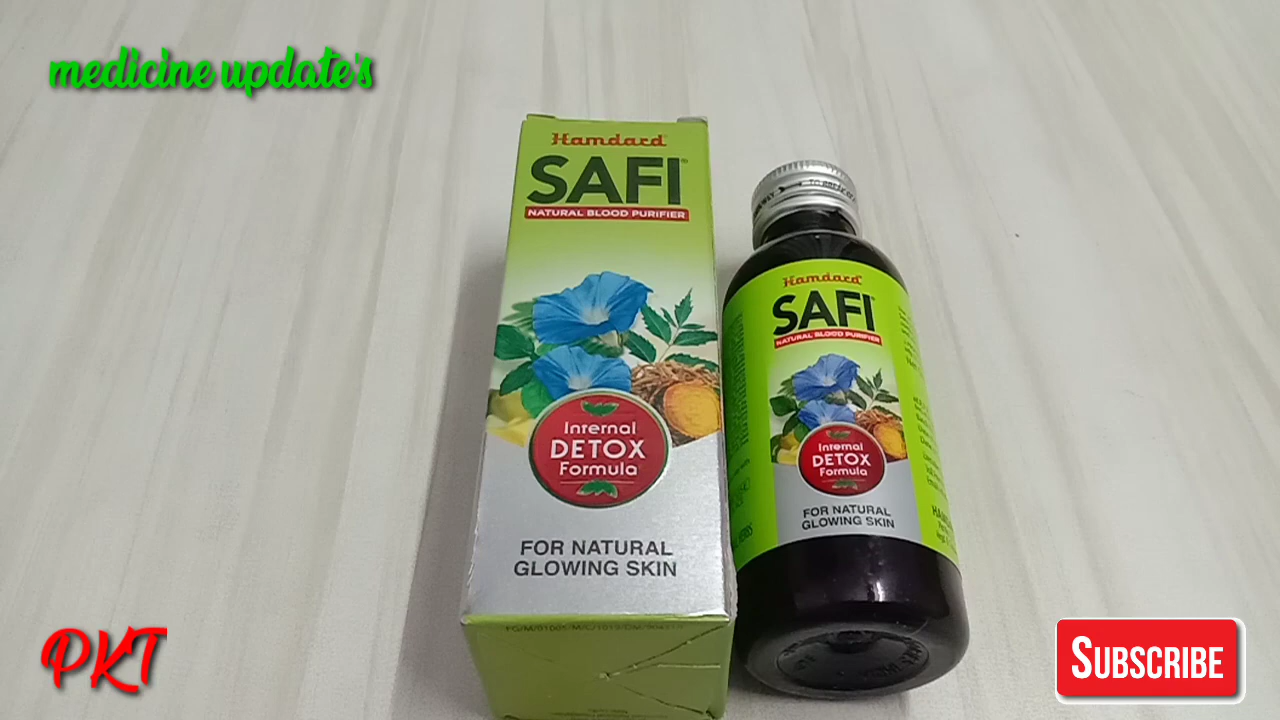 medicine update's
Hamdard
SAFI®
NATURAL BLOOD PURIFIER
Internal
DETOX
Formula
FOR NATURAL
GLOWING SKIN
Hamdard
SAFI
NATURAL BLOOD PURIFIER
Internal
DETOX
Formula
FOR NATURAL
GLOWING SKIN
PKT
SUBSCRIBE